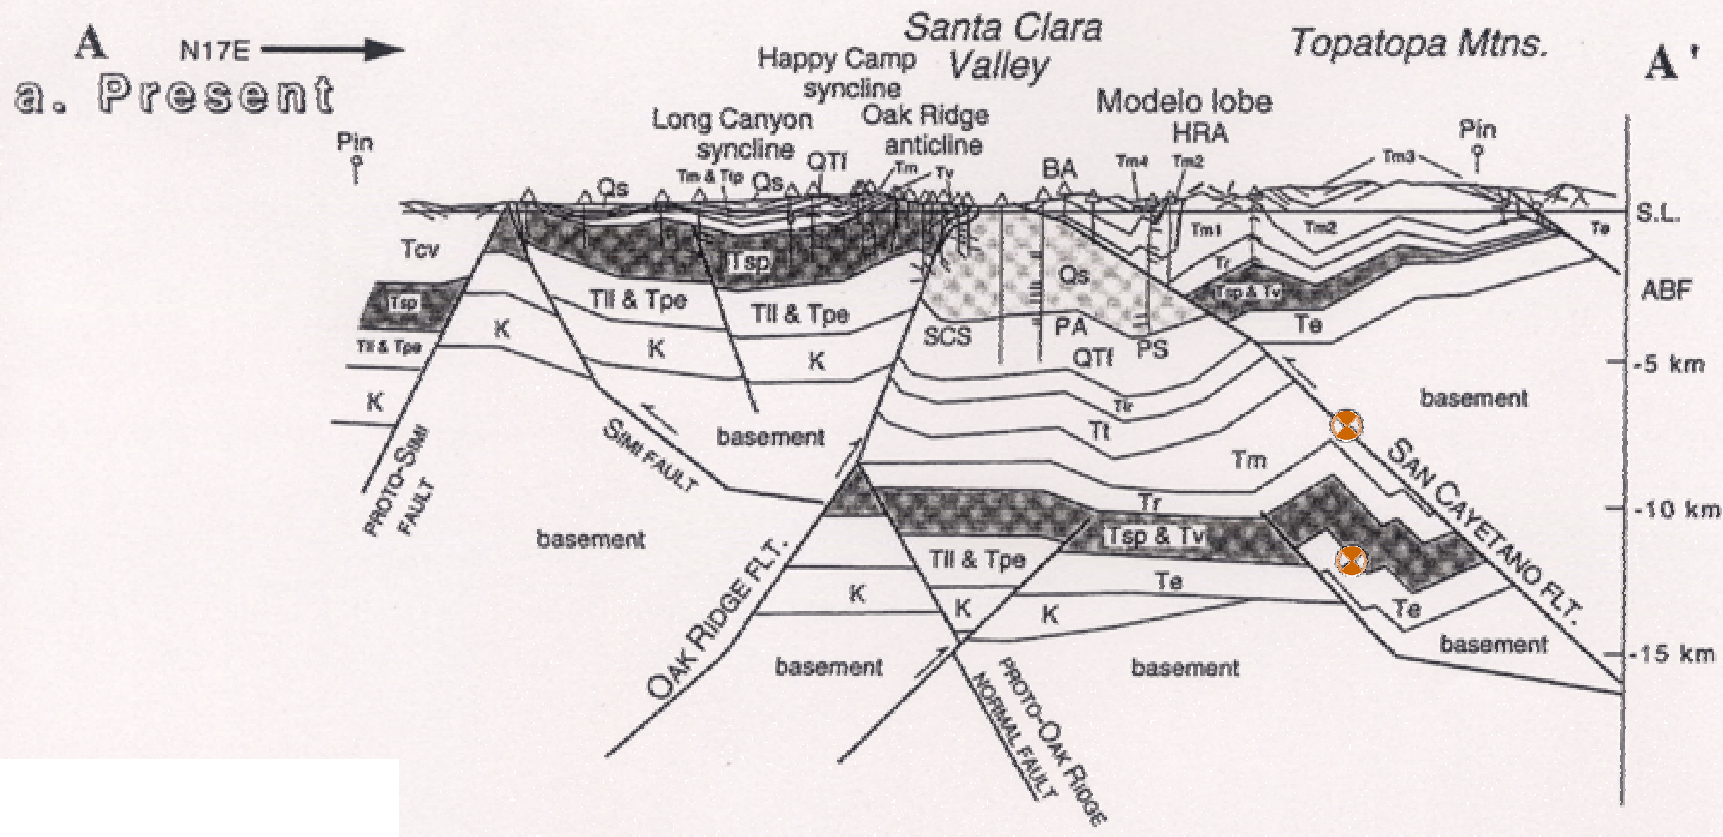 A N17E
a. Present
Santa Clara
Valley
Topatopa Mtns.
A'
Happy Camp
syncline
Long Canyon
syncline
Oak Ridge
anticline
Modelo lobe
HRA
Pin
Pin
QTf
Tm
Tv
BA
Tm4
Tm2
Tm3
Qs
Tm & Ttp
Qs
S.L.
Tcv
Tsp
Tm1
Tm2
Te
Tsp
Tll & Tpe
Tll & Tpe
Qs
Tr
Tsp & Tv
ABF
Te
Tll & Tpe
K
K
K
SCS
PA
PS
QTf
-5 km
K
basement
basement
Tlr
Tt
Tm
PROTO-SIMI
FAULT
SIMI FAULT
SAN CAYETANO FLT.
basement
Tr
-10 km
Tsp & Tv
Tll & Tpe
Te
K
K
K
Te
OAK RIDGE FLT.
basement
basement
basement
-15 km
PROTO-OAK RIDGE
NORMAL FAULT